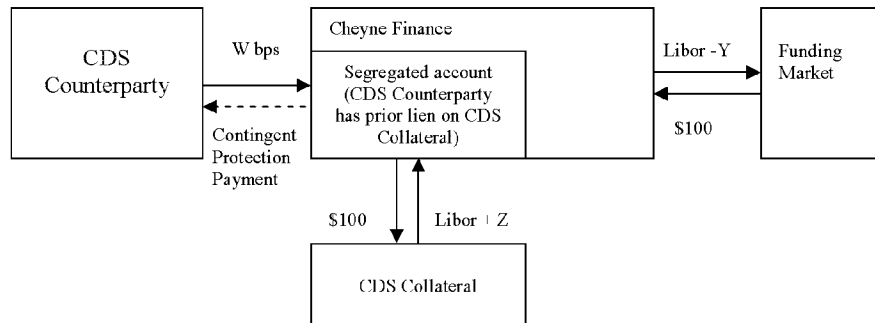 CDS
Counterparty
W bps
Contingent
Protection
Payment
Cheyne Finance
Segregated account
(CDS Counterparty
has prior lien on CDS
Collateral)
Libor -Y
$100
Funding
Market
$100
Libor + Z
CDS Collateral